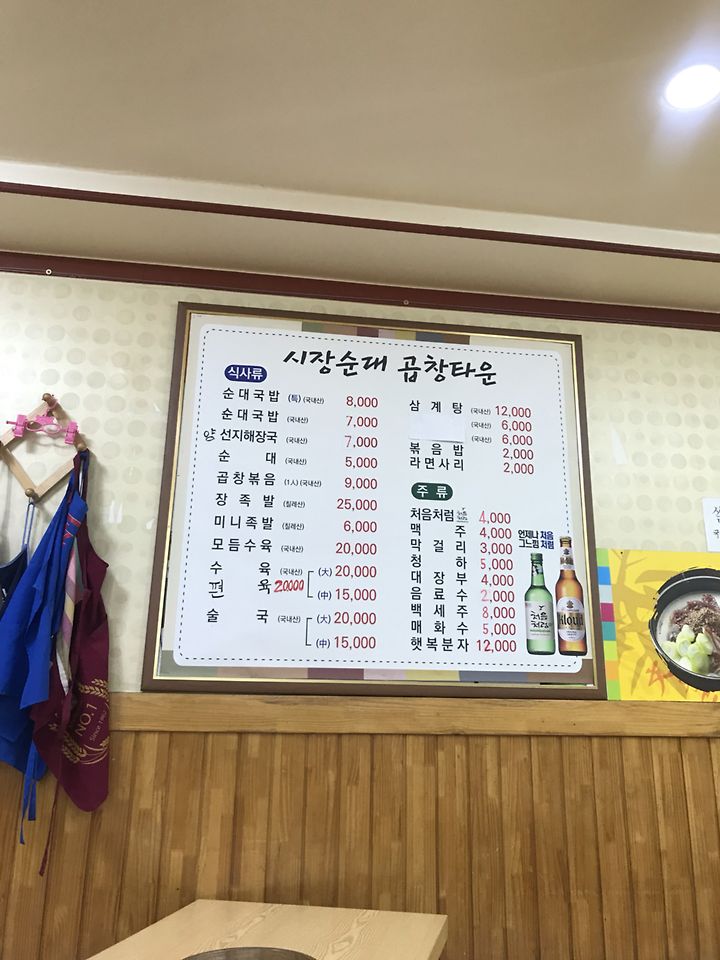 시장순대 곱창타운
식사류
순대국밥 (특) (국내산) 8,000
순대국밥 (국내산) 7,000
양 선지해장국 (국내산) 7,000
순대 (국내산) 5,000
곱창볶음 (1人) (국내산) 9,000
장족발 (칠레산) 25,000
미니족발 (칠레산) 6,000
모듬수육 (국내산) 20,000
수육 (국내산) (大) 20,000
편육 20000
(中) 15,000
술국 (국내산) (大) 20,000
(中) 15,000
삼계탕 (국내산) 12,000
(국내산) 6,000
(국내산) 6,000
볶음밥 2,000
라면사리 2,000
주류
처음처럼 4,000
맥주 4,000
막걸리 3,000
청하 5,000
대장부 4,000
음료수 2,000
백세주 8,000
매화수 5,000
햇복분자 12,000
언제나 처음
그느낌 처럼
처음
처럼
Kloud
NO.1
Since 1962